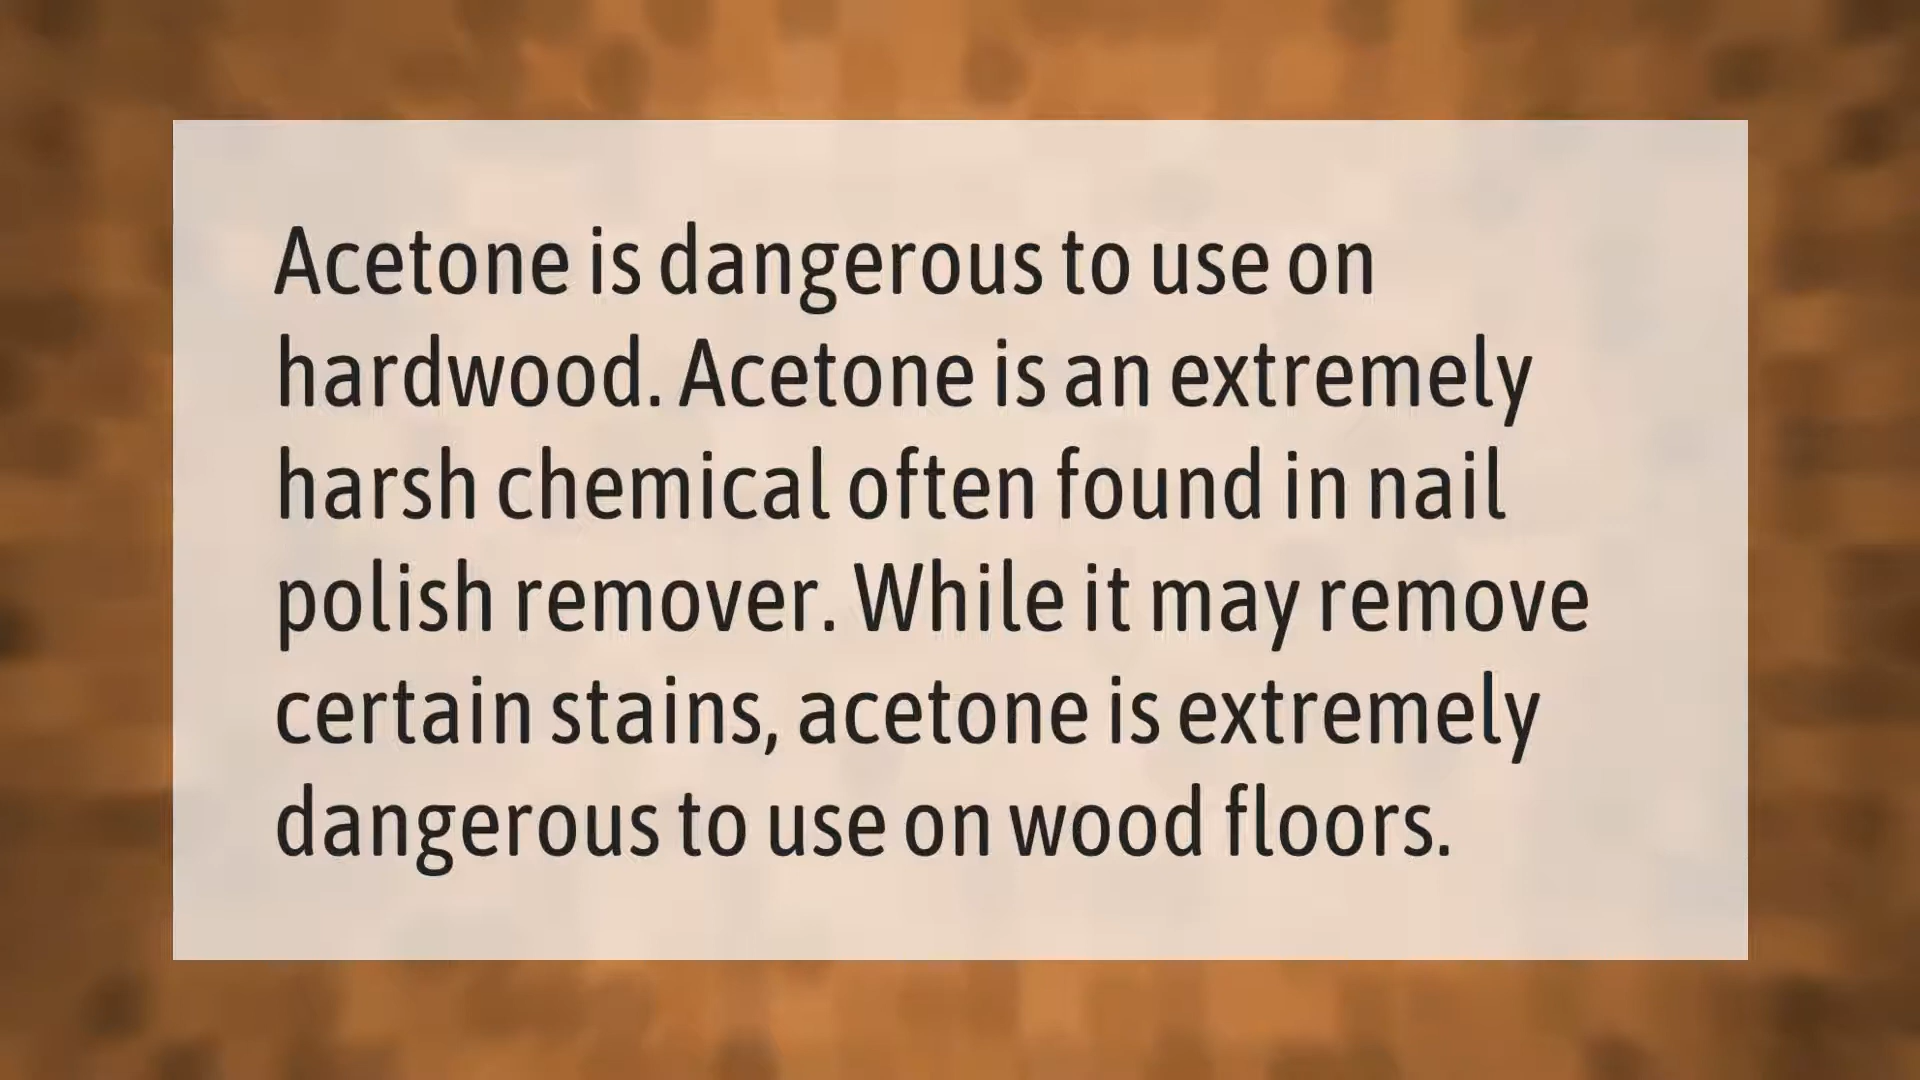 Acetone is dangerous to use on
hardwood. Acetone is an extremely
harsh chemical often found in nail
polish remover. While it may remove
certain stains, acetone is extremely
dangerous to use on wood floors.